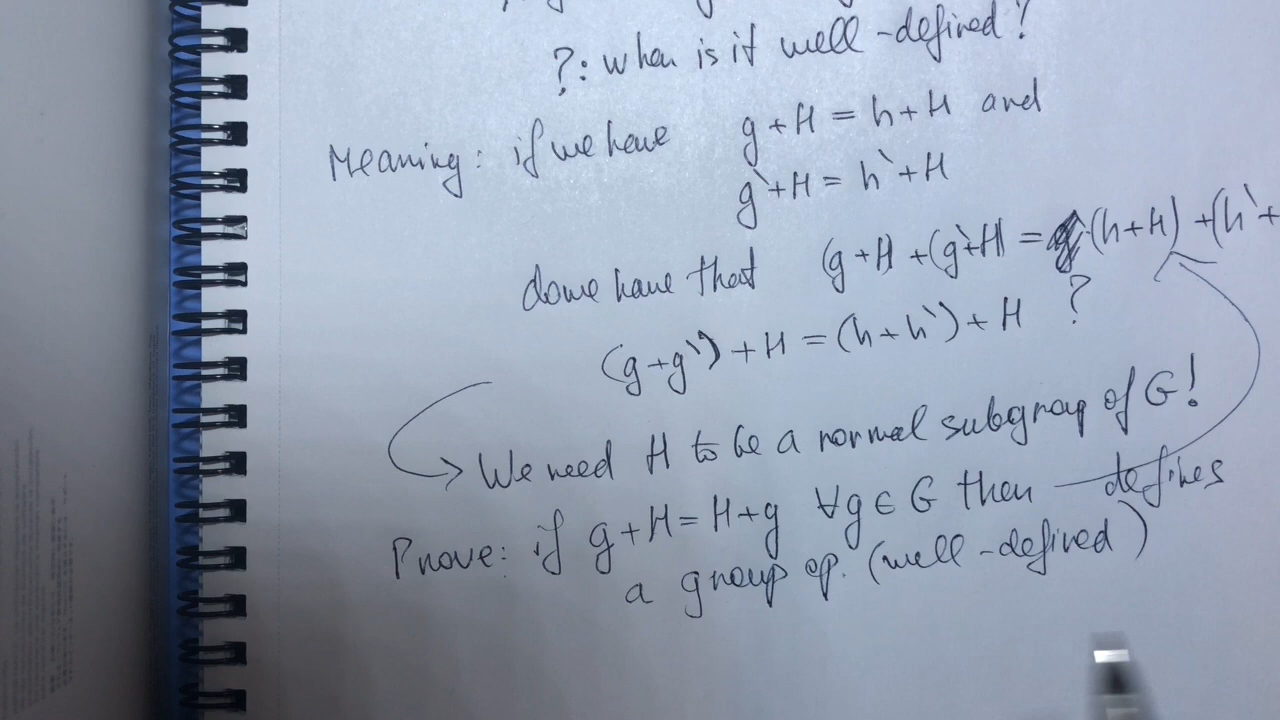 ?: when is it well-defined?
Meaning: if we have g+H = h+H and
g`+H = h`+H
do we have that (g+H)+(g`+H) = (h+H)+(h`+
(g+g`)+H = (h+h`)+H ?
We need H to be a normal subgroup of G!
Prove: if g+H=H+g ∀g∈G then defines
a group op. (well-defined)